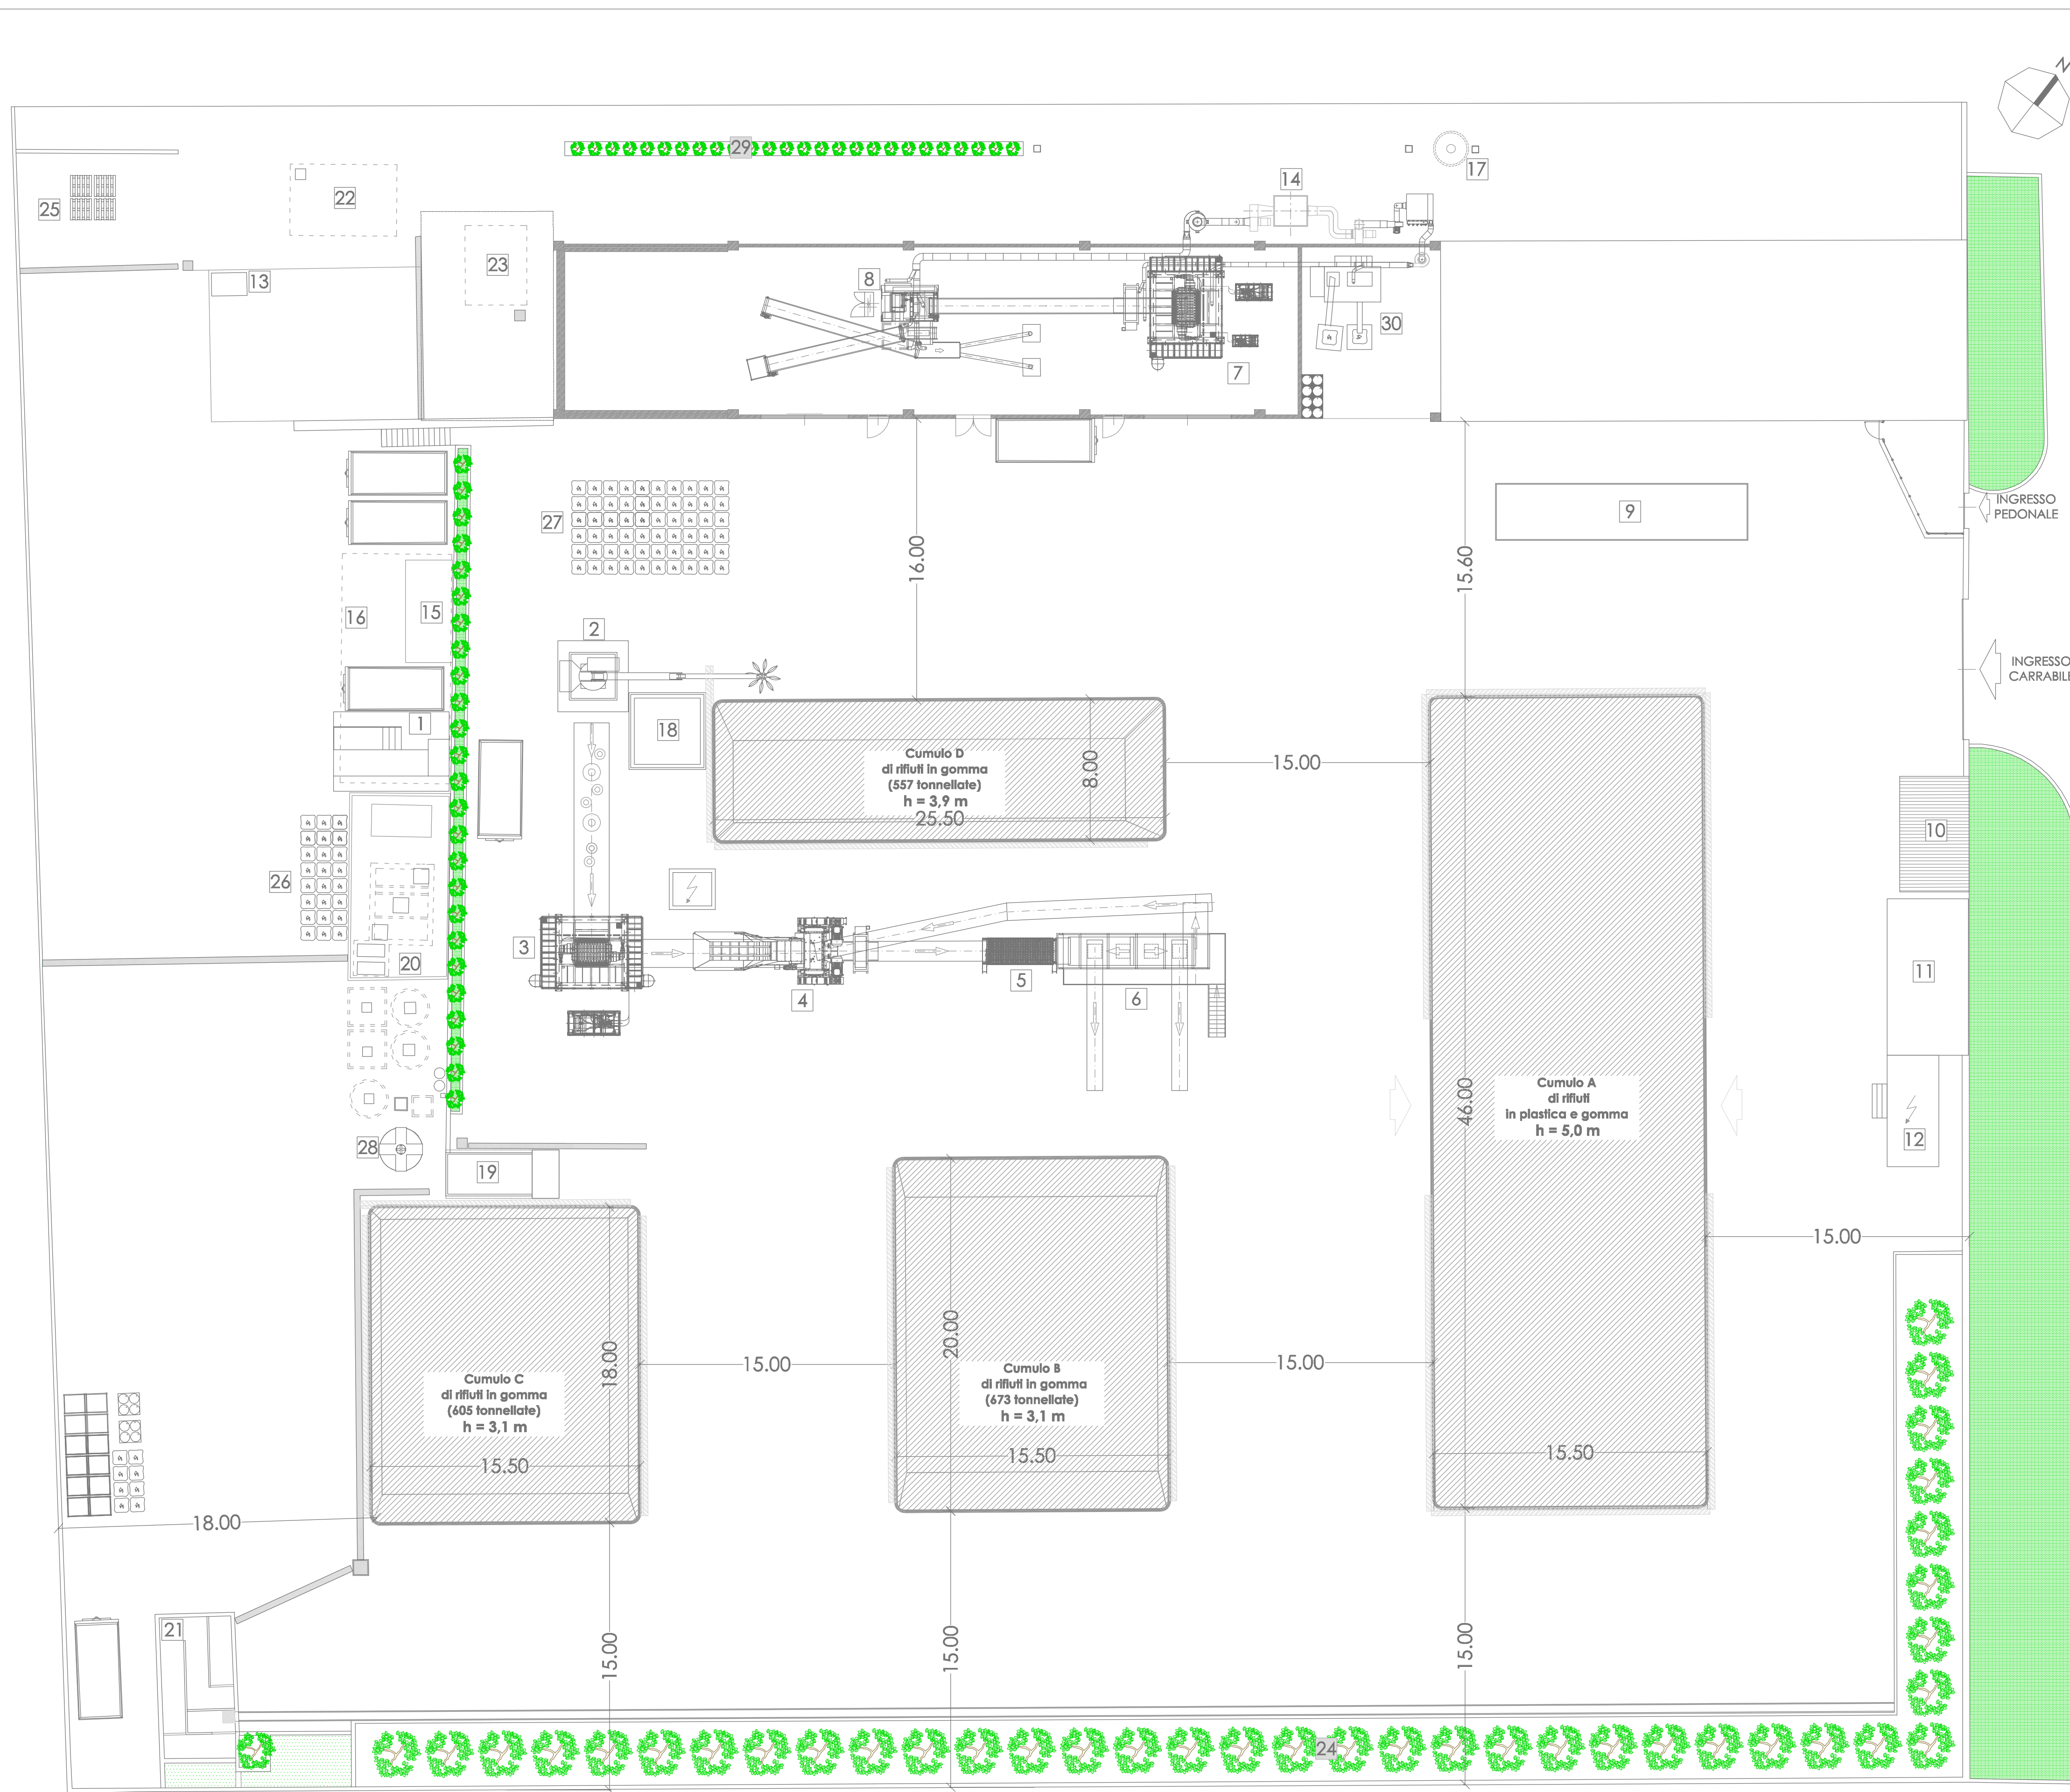 N
29
17
14
25
22
23
13
8
30
7
INGRESSO
PEDONALE
9
27
16.00
15.60
16
15
2
INGRESSO
CARRABILE
1
18
Cumulo D
di rifiuti in gomma
(557 tonnellate)
h = 3,9 m
25.50
8.00
15.00
10
26
3
20
4
5
6
11
46.00
Cumulo A
di rifiuti
in plastica e gomma
h = 5,0 m
12
28
19
15.00
18.00
15.00
20.00
15.00
Cumulo C
di rifiuti in gomma
(605 tonnellate)
h = 3,1 m
Cumulo B
di rifiuti in gomma
(673 tonnellate)
h = 3,1 m
15.50
15.50
15.50
18.00
21
15.00
15.00
15.00
24